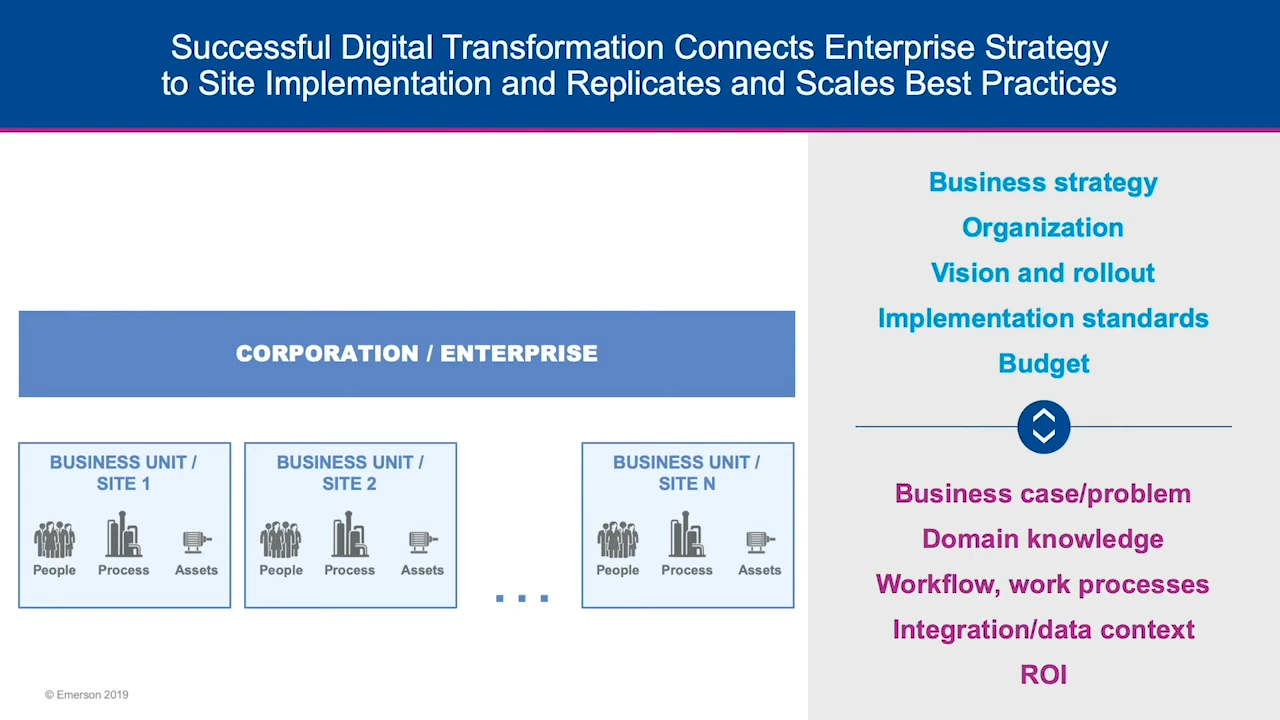 Successful Digital Transformation Connects Enterprise Strategy
to Site Implementation and Replicates and Scales Best Practices
CORPORATION / ENTERPRISE
BUSINESS UNIT /
SITE 1
People Process Assets
BUSINESS UNIT /
SITE 2
People Process Assets
...
BUSINESS UNIT /
SITE N
People Process Assets
Business strategy
Organization
Vision and rollout
Implementation standards
Budget
Business case/problem
Domain knowledge
Workflow, work processes
Integration/data context
ROI
© Emerson 2019